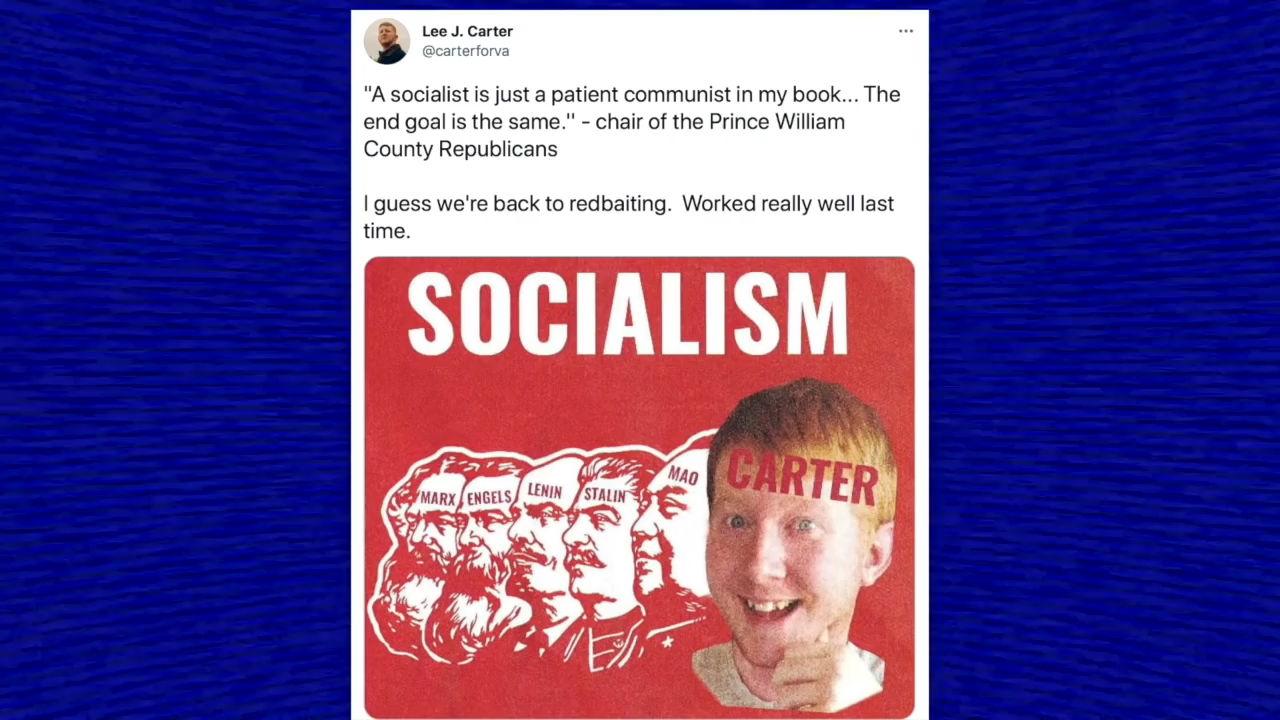 Lee J. Carter
@carterforva
"A socialist is just a patient communist in my book... The
end goal is the same." - chair of the Prince William
County Republicans
I guess we're back to redbaiting.  Worked really well last
time.
SOCIALISM
MARX
ENGELS
LENIN
STALIN
MAO
CARTER